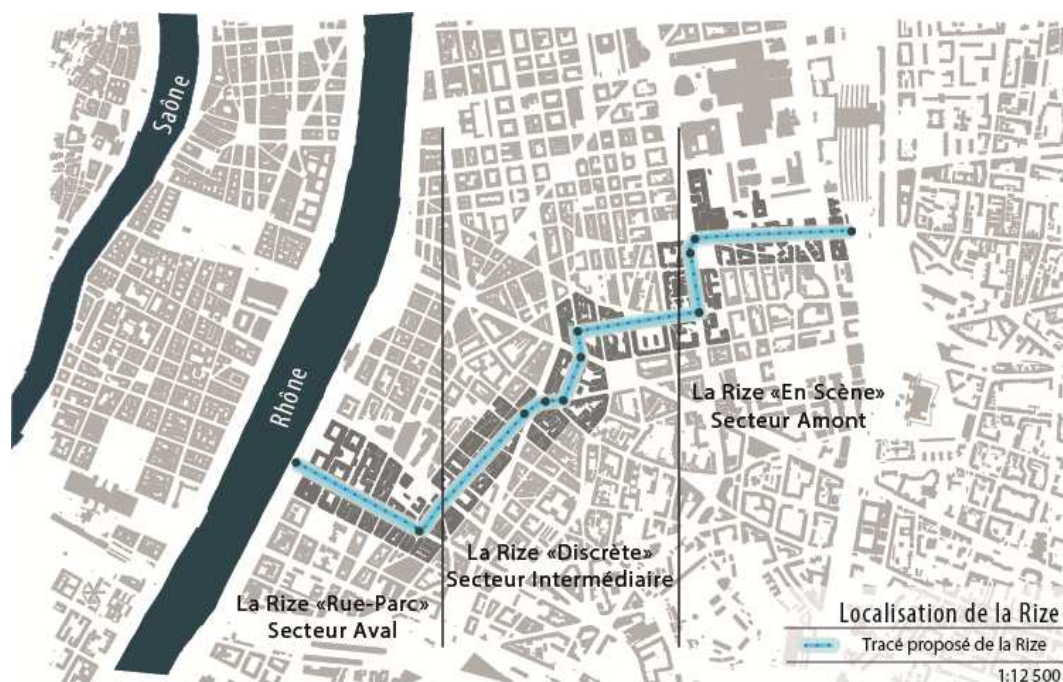 Saône
Rhône
La Rize «En Scène»
Secteur Amont
La Rize «Discrète»
Secteur Intermédiaire
La Rize «Rue-Parc»
Secteur Aval
Localisation de la Rize
Tracé proposé de la Rize
1:12 500